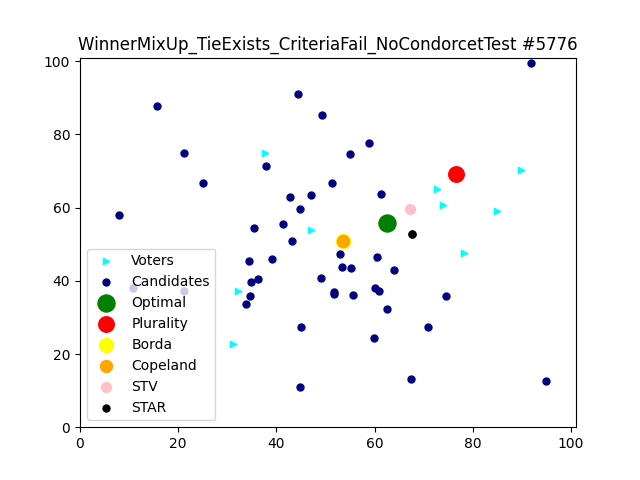 WinnerMixUp_TieExists_CriteriaFail_NoCondorcetTest #5776
100
80
60
40
20
0
Voters
Candidates
Optimal
Plurality
Borda
Copeland
STV
STAR
0 20 40 60 80 100